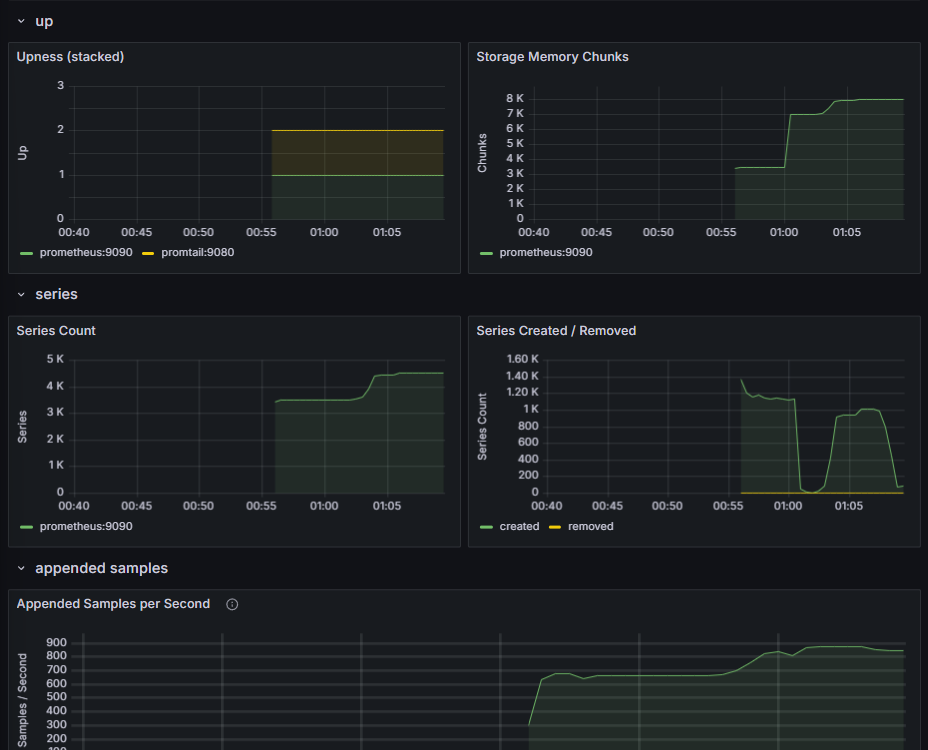 up
Upness (stacked)
3
2
1
0
Up
00:40 00:45 00:50 00:55 01:00 01:05
prometheus:9090 promtail:9080
Storage Memory Chunks
8 K
7 K
6 K
5 K
4 K
3 K
2 K
1 K
0
Chunks
00:40 00:45 00:50 00:55 01:00 01:05
prometheus:9090
series
Series Count
5 K
4 K
3 K
2 K
1 K
0
Series
00:40 00:45 00:50 00:55 01:00 01:05
prometheus:9090
Series Created / Removed
1.60 K
1.40 K
1.20 K
1 K
800
600
400
200
0
Series Count
00:40 00:45 00:50 00:55 01:00 01:05
created removed
appended samples
Appended Samples per Second
900
800
700
600
500
400
300
200
100
Samples / Second